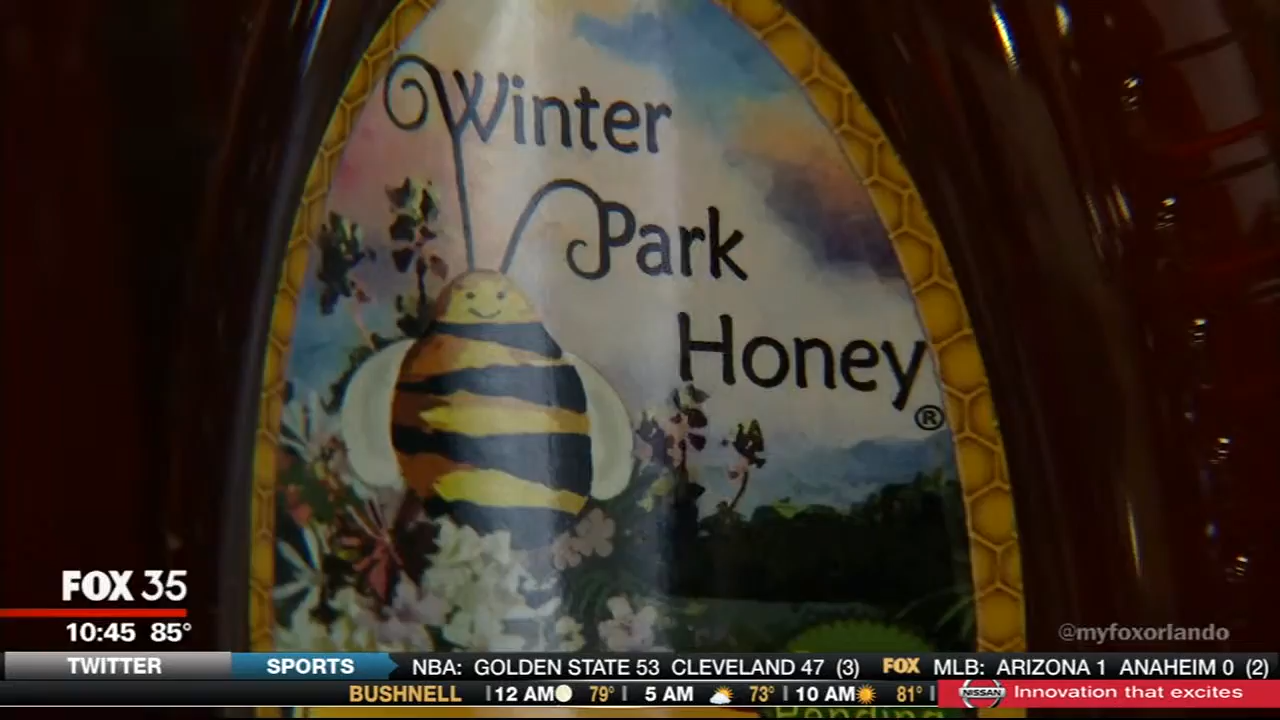 Winter
Park
Honey
®
FOX 35
10:45 85°
@myfoxorlando
TWITTER SPORTS NBA: GOLDEN STATE 53 CLEVELAND 47 (3) FOX MLB: ARIZONA 1 ANAHEIM 0 (2)
BUSHNELL 12 AM 79° 5 AM 73° 10 AM 81° NISSAN Innovation that excites
Pending